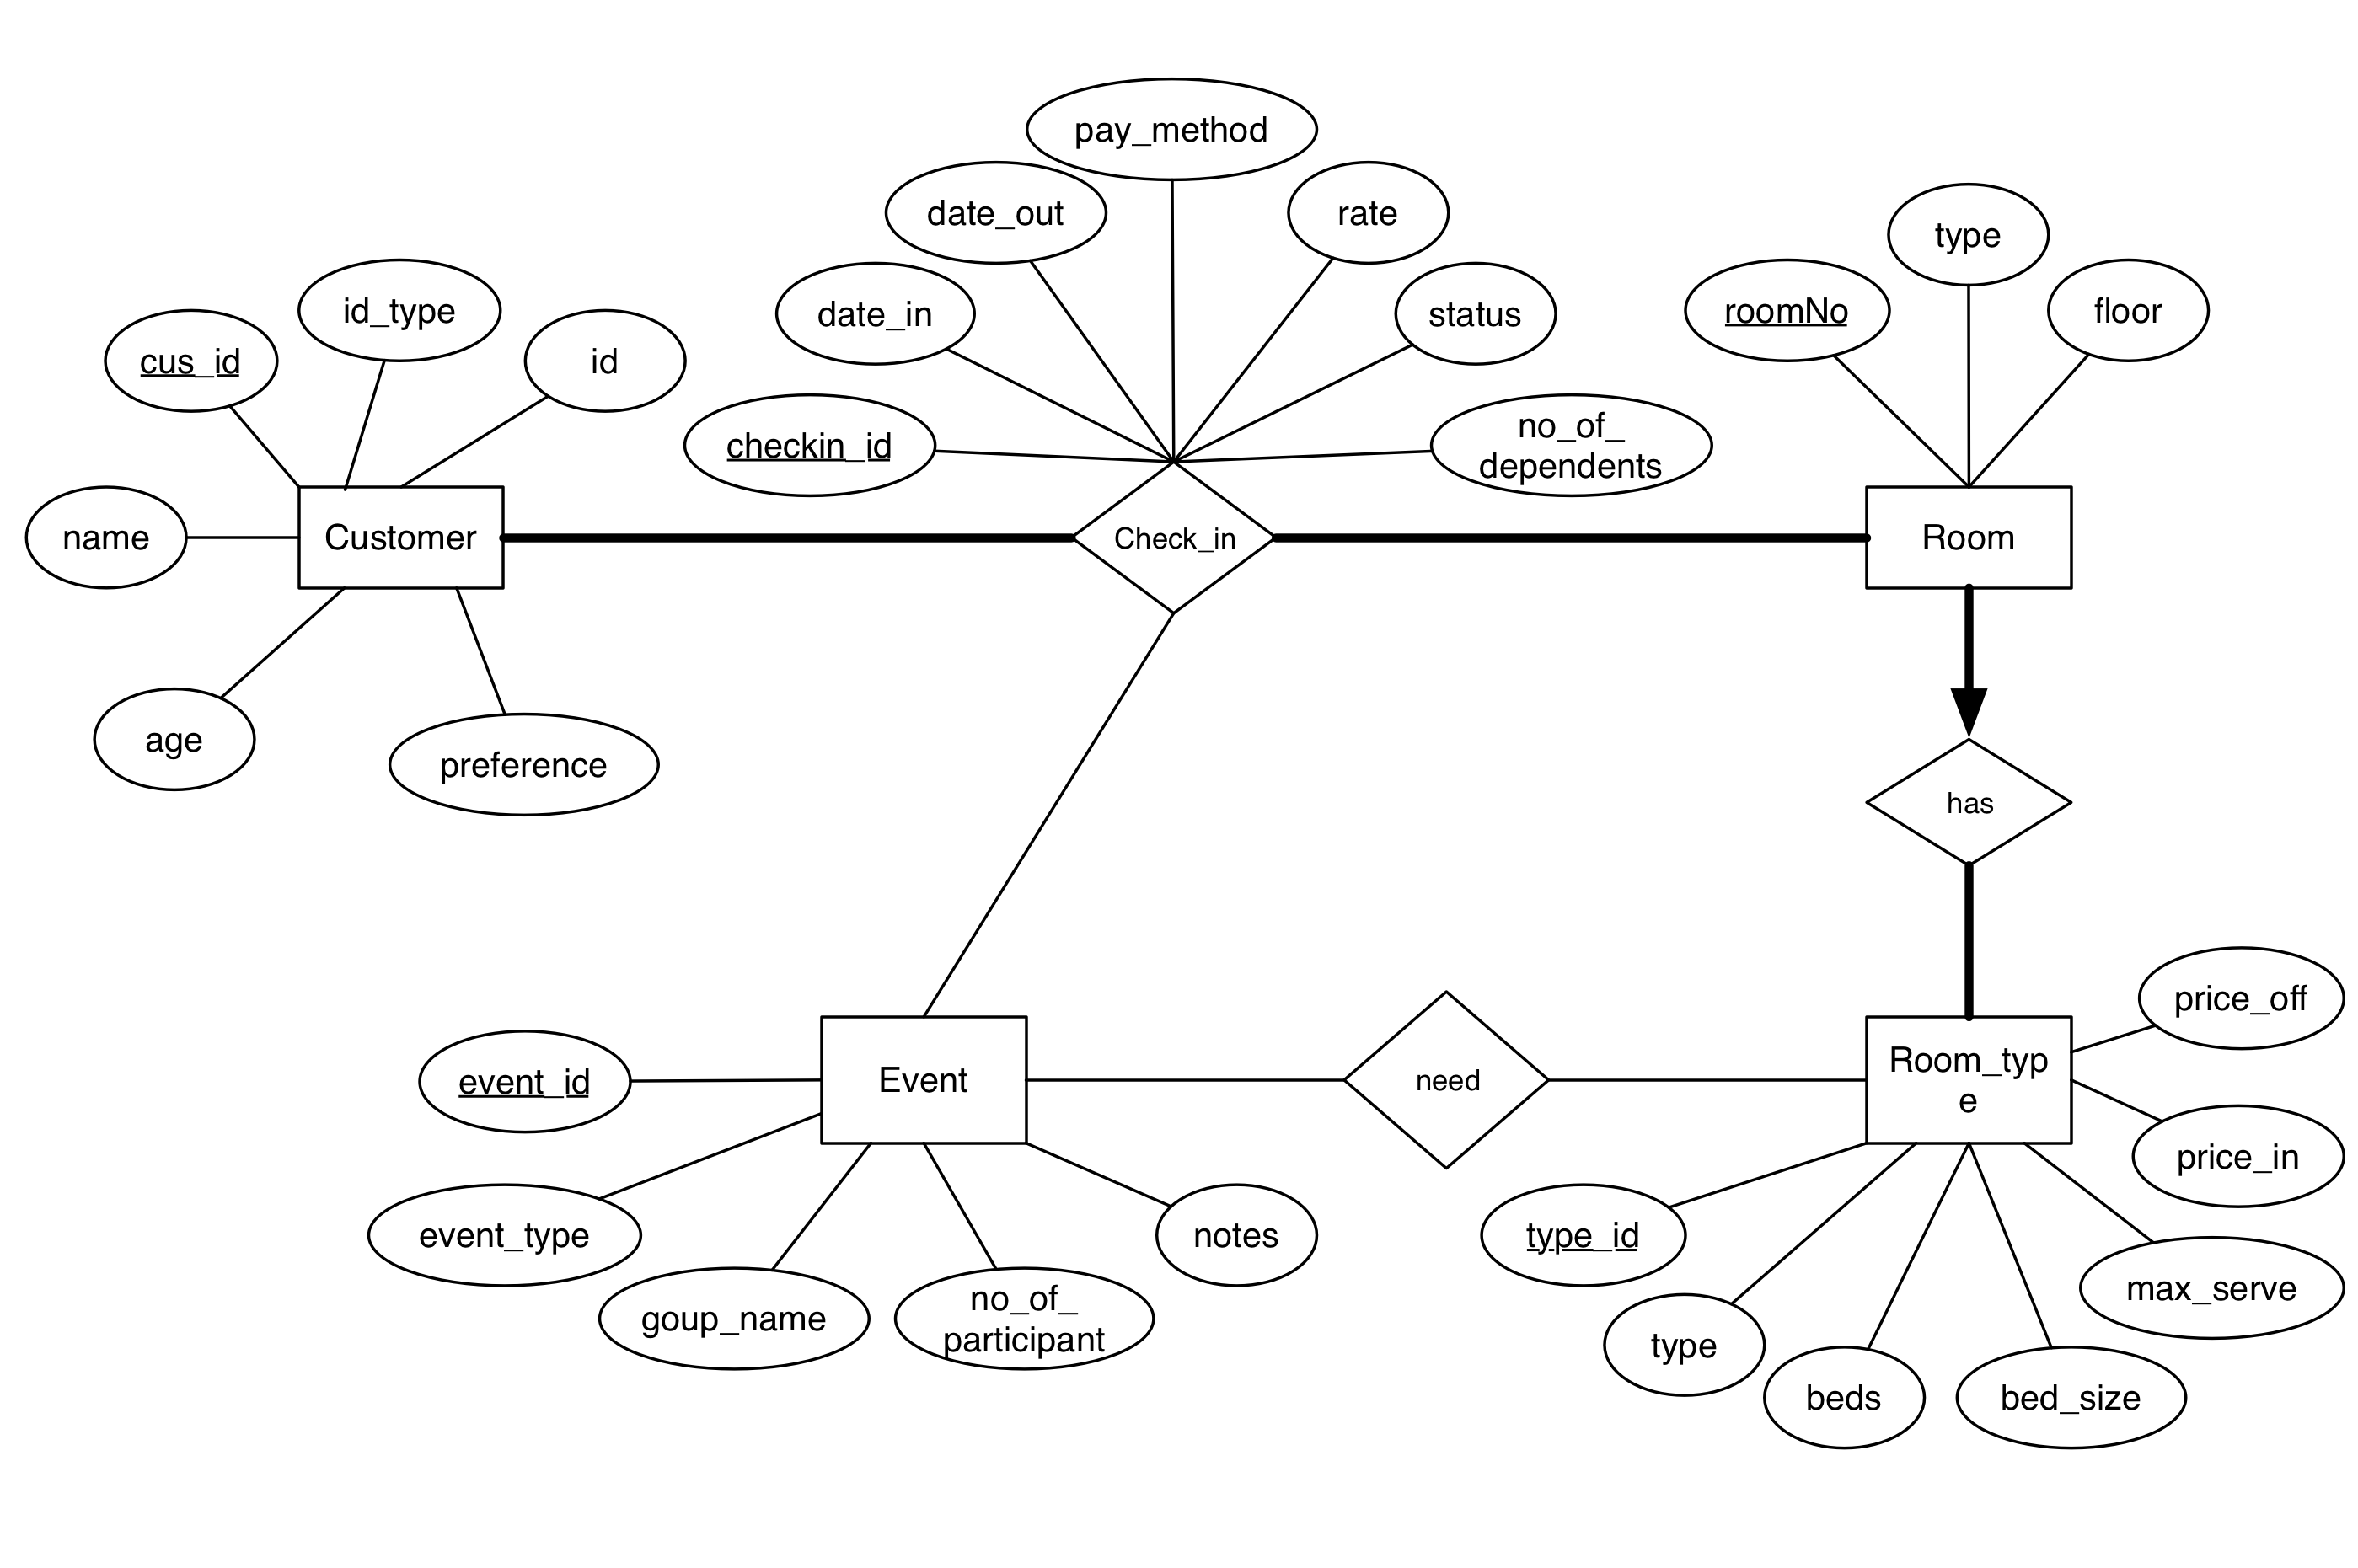 pay_method
date_out
rate
type
id_type
cus_id
id
date_in
status
roomNo
floor
checkin_id
no_of_
dependents
name
Customer
Check_in
Room
age
preference
has
price_off
event_id
Event
need
Room_typ
e
price_in
event_type
notes
type_id
max_serve
goup_name
no_of_
participant
type
beds
bed_size